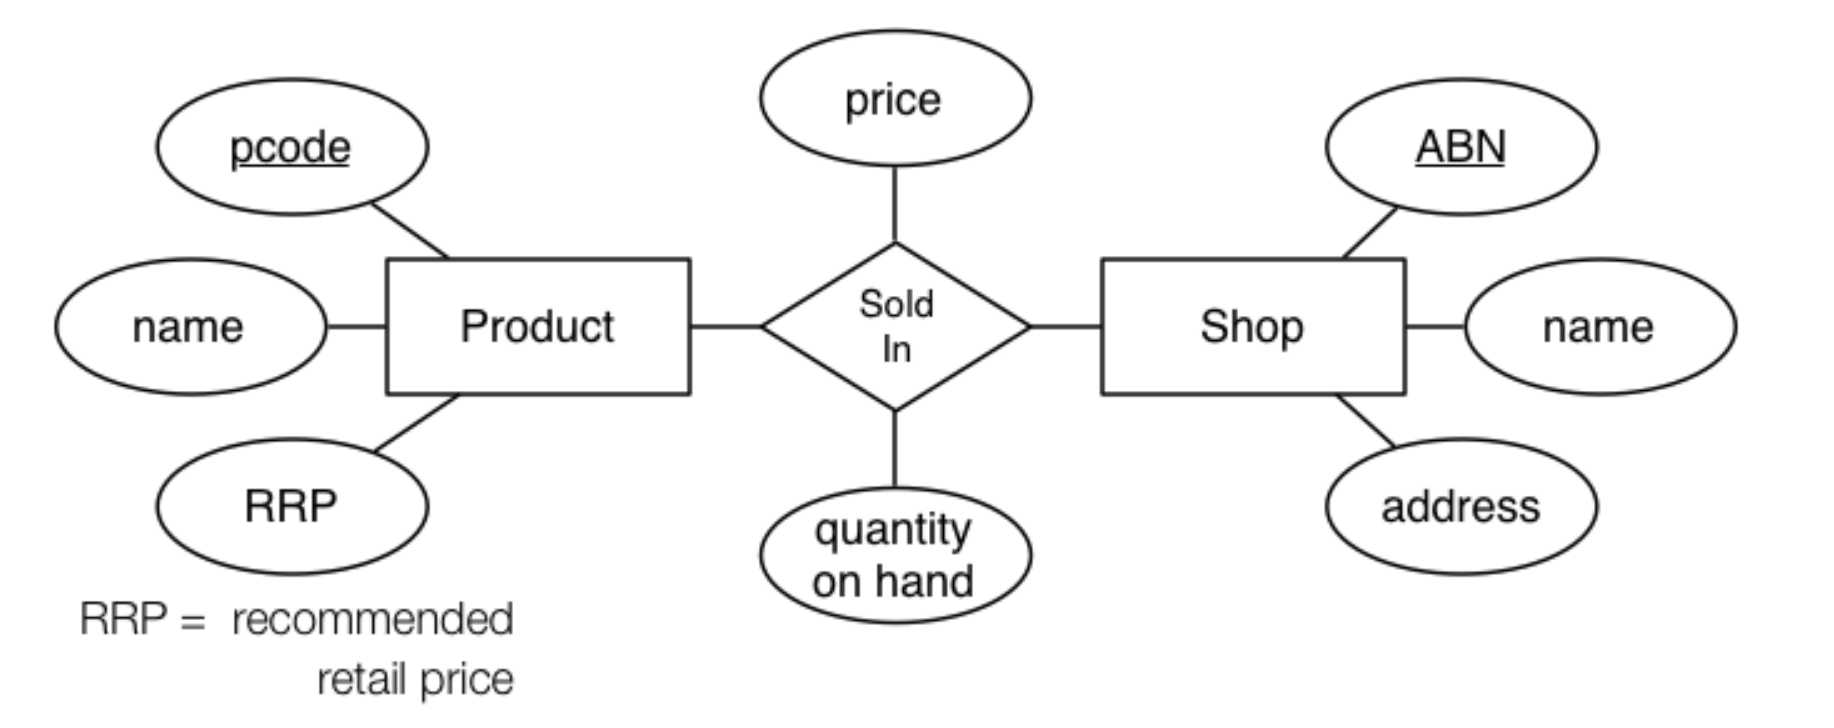 price
pcode
ABN
name
Product
Sold
In
Shop
name
RRP
quantity
on hand
address
RRP = recommended
retail price